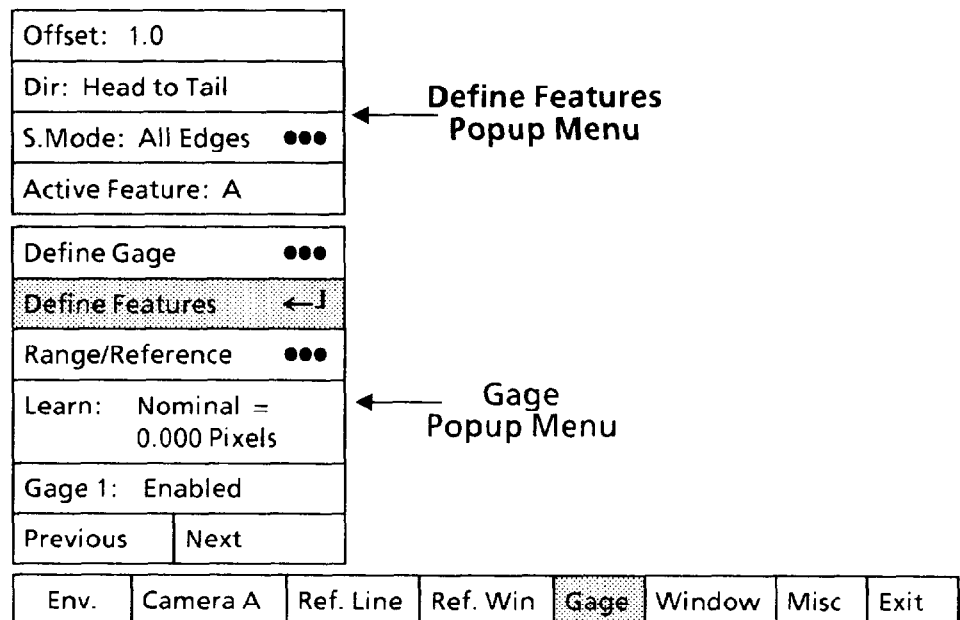 Offset: 1.0
Dir: Head to Tail
S.Mode: All Edges ●●●
Active Feature: A
Define Features
Popup Menu
Define Gage ●●●
Define Features ←┘
Range/Reference ●●●
Learn: Nominal =
0.000 Pixels
Gage 1: Enabled
Previous Next
Gage
Popup Menu
Env. Camera A Ref. Line Ref. Win Gage Window Misc Exit